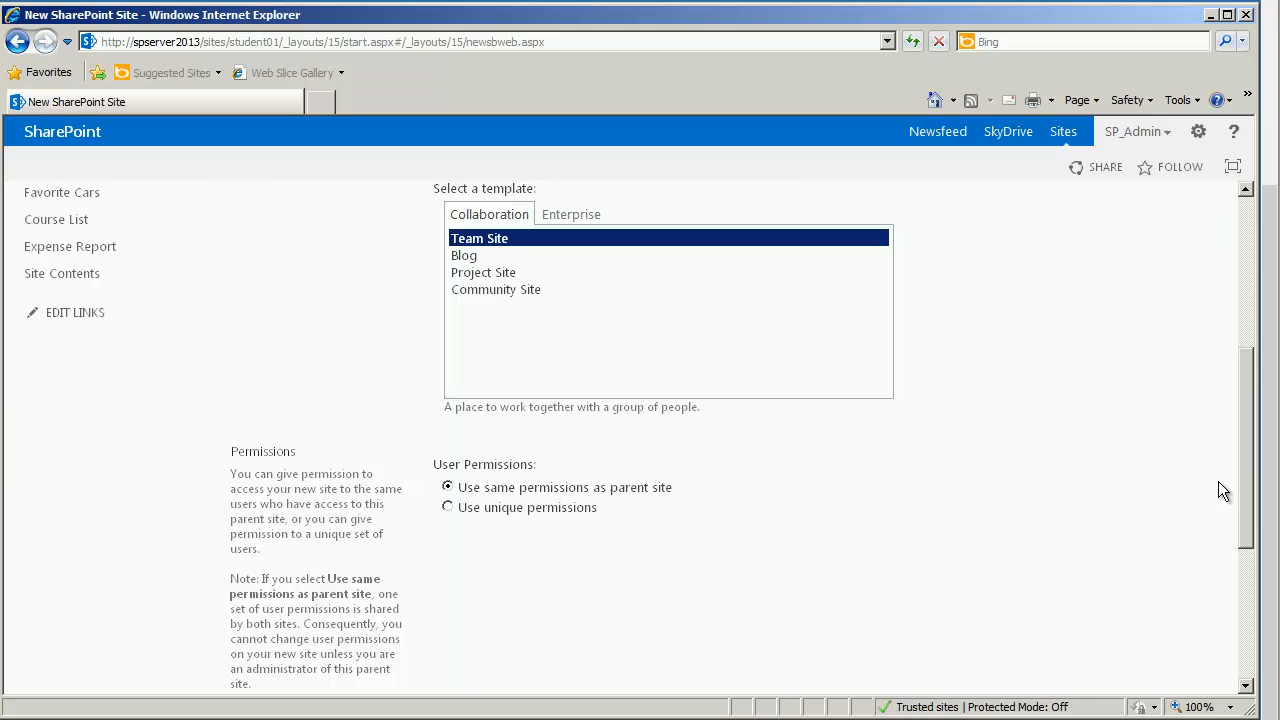 New SharePoint Site - Windows Internet Explorer
http://spserver2013/sites/student01/_layouts/15/start.aspx#/_layouts/15/newsbweb.aspx
Bing
Favorites
Suggested Sites
Web Slice Gallery
New SharePoint Site
Page
Safety
Tools
»
SharePoint
Newsfeed
SkyDrive
Sites
SP_Admin
?
SHARE
FOLLOW
Favorite Cars
Course List
Expense Report
Site Contents
EDIT LINKS
Select a template:
Collaboration
Enterprise
Team Site
Blog
Project Site
Community Site
A place to work together with a group of people.
Permissions
You can give permission to
access your new site to the same
users who have access to this
parent site, or you can give
permission to a unique set of
users.
Note: If you select Use same
permissions as parent site, one
set of user permissions is shared
by both sites. Consequently, you
cannot change user permissions
on your new site unless you are
an administrator of this parent
site.
User Permissions:
Use same permissions as parent site
Use unique permissions
Trusted sites | Protected Mode: Off
100%